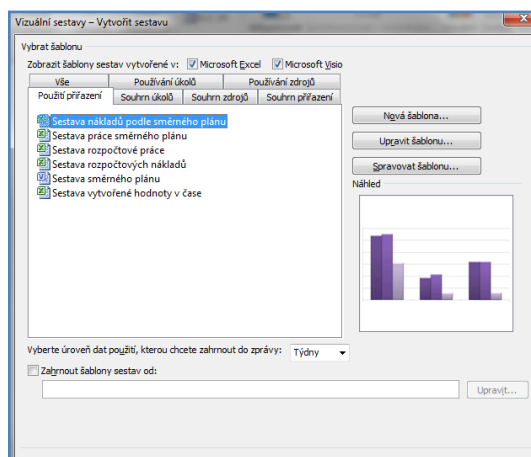 Vizuální sestavy – Vytvořit sestavu
Vybrat šablonu
Zobrazit šablony sestav vytvořené v: Microsoft Excel Microsoft Visio
Vše Používání úkolů Používání zdrojů
Použití přiřazení Souhrn úkolů Souhrn zdrojů Souhrn přiřazení
Sestava nákladů podle směrného plánu
Sestava práce směrného plánu
Sestava rozpočtové práce
Sestava rozpočtových nákladů
Sestava směrného plánu
Sestava vytvořené hodnoty v čase
Nová šablona...
Upravit šablonu...
Spravovat šablonu...
Náhled
Vyberte úroveň dat použití, kterou chcete zahrnout do zprávy: Týdny
Zahrnout šablony sestav od:
Upravit...